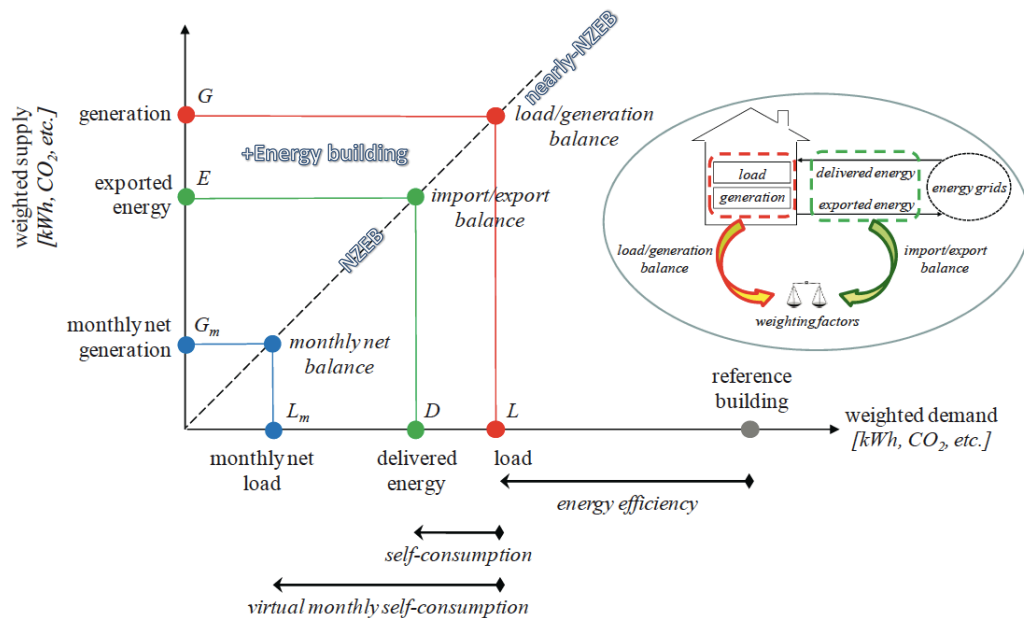 weighted supply
[kWh, CO₂, etc.]
generation
G
exported
energy
E
monthly net
generation
Gₘ
+Energy building
NZEB
nearly-NZEB
load/generation
balance
import/export
balance
monthly net
balance
Lₘ
D
L
monthly net
load
delivered
energy
load
reference
building
weighted demand
[kWh, CO₂, etc.]
energy efficiency
self-consumption
virtual monthly self-consumption
load
generation
delivered energy
exported energy
energy grids
load/generation
balance
import/export
balance
weighting factors